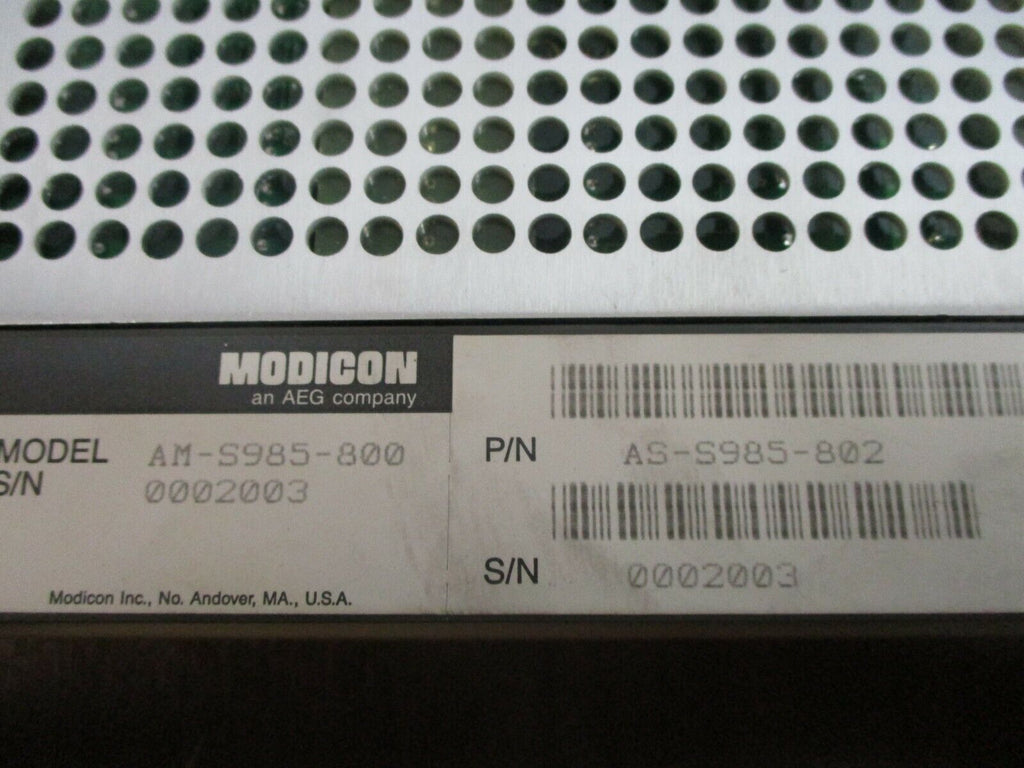 MODICON
an AEG company
MODEL AM-S985-800
S/N 0002003
Modicon Inc., No. Andover, MA., U.S.A.
P/N AS-S985-802
S/N 0002003